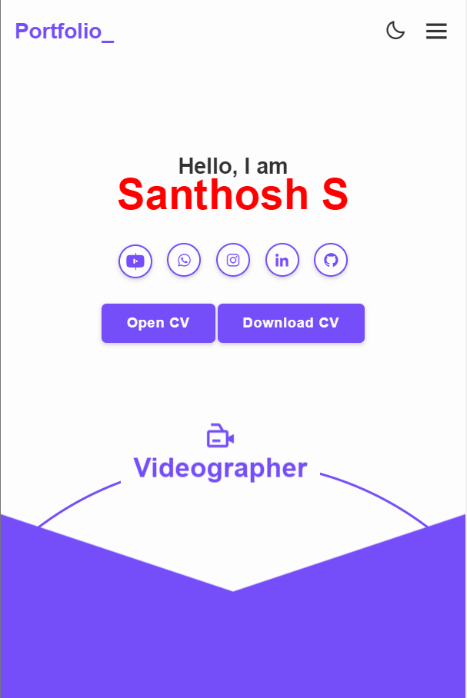 Portfolio_
Hello, I am
Santhosh S
Open CV Download CV
Videographer